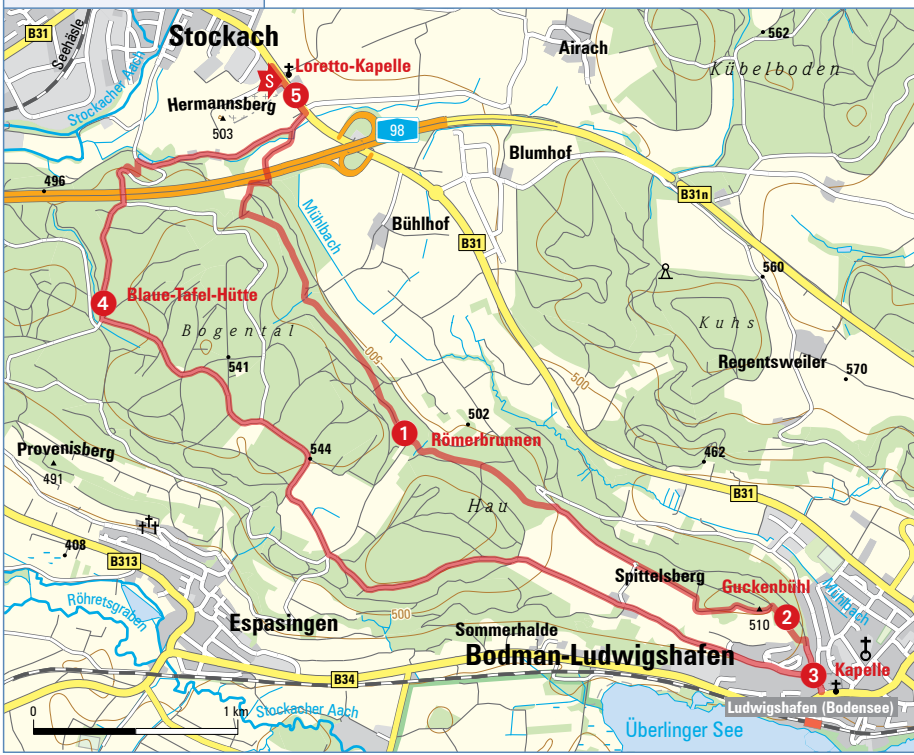 B31
Seehäsle
Stockach
Airach
562
Kübelboden
Stockacher Aach
S
Loretto-Kapelle
5
Hermannsberg
503
98
Blumhof
496
B31n
Mühlbach
Bühlhof
B31
560
4
Blaue-Tafel-Hütte
Bogental
541
Kuhs
500
500
Regentsweiler
570
1
Römerbrunnen
502
Provenisberg
491
544
462
B31
Hau
408
B313
Spittelsberg
Guckenbühl
510
2
Mühlbach
Röhretsgraben
Espasingen
500
Sommerhalde
Bodman-Ludwigshafen
3
Kapelle
B34
Ludwigshafen (Bodensee)
0
1 km
Stockacher Aach
Überlinger See